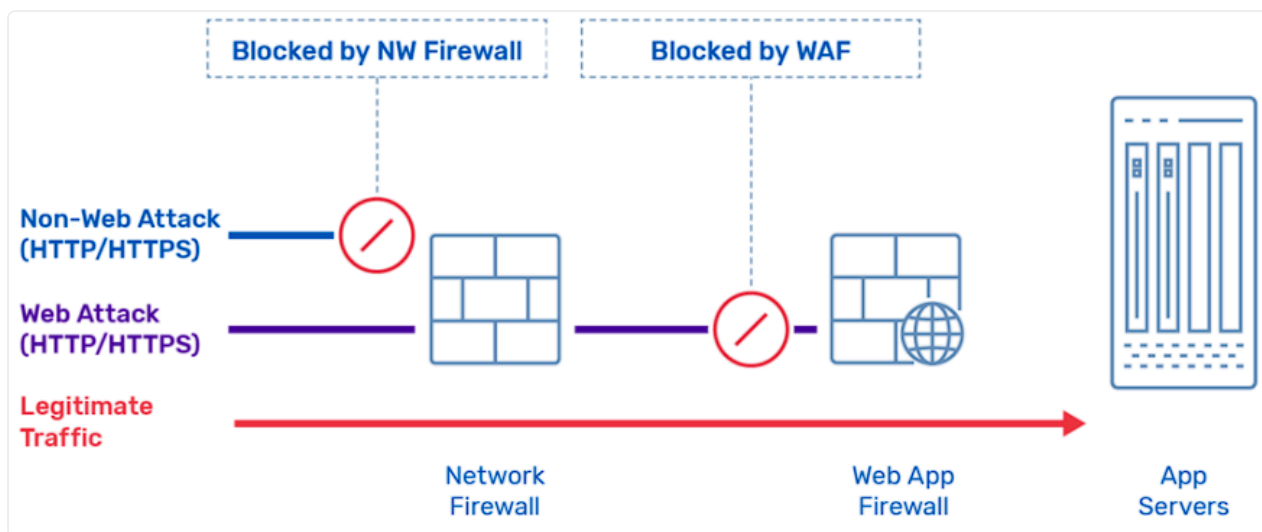 Blocked by NW Firewall
Blocked by WAF
Non-Web Attack
(HTTP/HTTPS)
Web Attack
(HTTP/HTTPS)
Legitimate
Traffic
Network
Firewall
Web App
Firewall
App
Servers